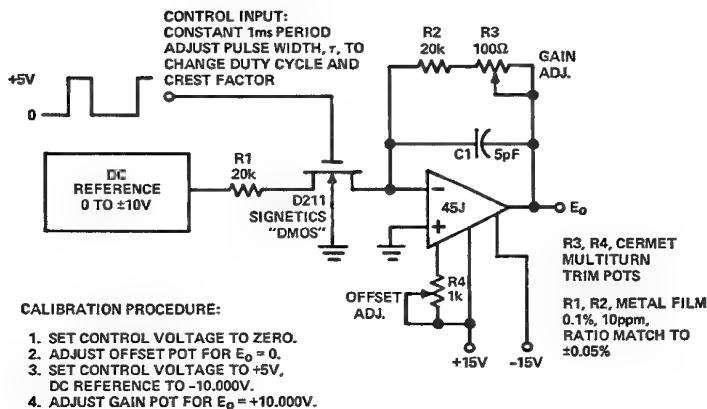 CONTROL INPUT:
CONSTANT 1ms PERIOD
ADJUST PULSE WIDTH, τ, TO
CHANGE DUTY CYCLE AND
CREST FACTOR
+5V
0
DC
REFERENCE
0 TO ±10V
R1
20k
D211
SIGNETICS
"DMOS"
R2
20k
R3
100Ω
GAIN
ADJ.
C1
5pF
−
+
45J
E₀
OFFSET
ADJ.
R4
1k
+15V
-15V
R3, R4, CERMET
MULTITURN
TRIM POTS
R1, R2, METAL FILM
0.1%, 10ppm,
RATIO MATCH TO
±0.05%
CALIBRATION PROCEDURE:
1. SET CONTROL VOLTAGE TO ZERO.
2. ADJUST OFFSET POT FOR E₀ = 0.
3. SET CONTROL VOLTAGE TO +5V,
DC REFERENCE TO -10.000V.
4. ADJUST GAIN POT FOR E₀ = +10.000V.